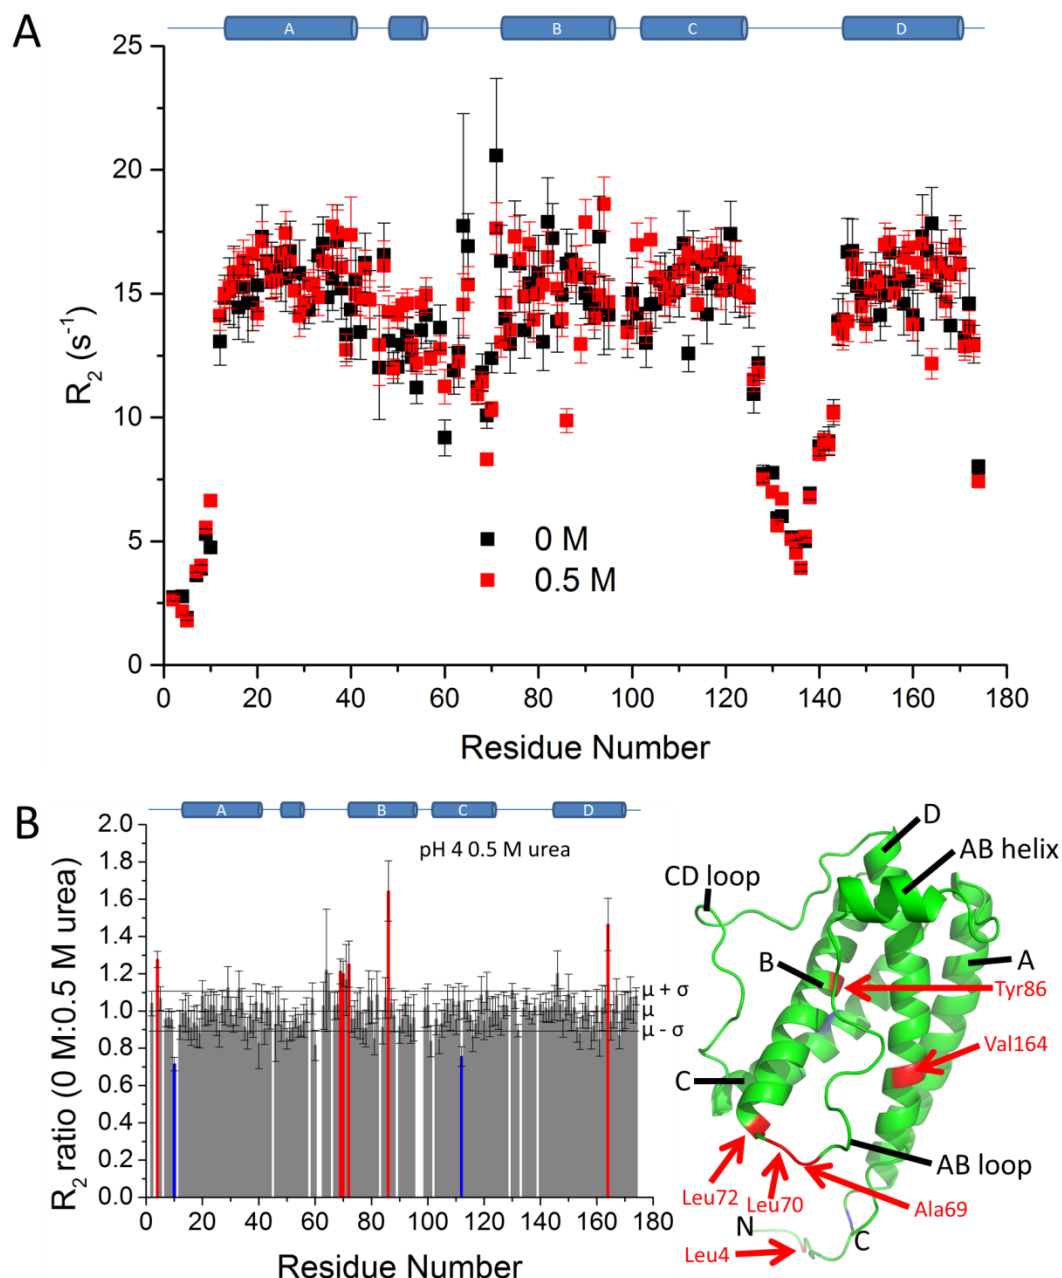 A
A B C D
25
20
15
10
5
0
R₂ (s⁻¹)
0 M
0.5 M
0 20 40 60 80 100 120 140 160 180
Residue Number
B
A B C D
pH 4 0.5 M urea
2.0
1.8
1.6
1.4
1.2
1.0
0.8
0.6
0.4
0.2
0.0
R₂ ratio (0 M:0.5 M urea)
μ + σ
μ
μ - σ
0 20 40 60 80 100 120 140 160 180
Residue Number
D
AB helix
CD loop
A
B
Tyr86
Val164
C
AB loop
Leu72
Leu70
Ala69
N
C
Leu4